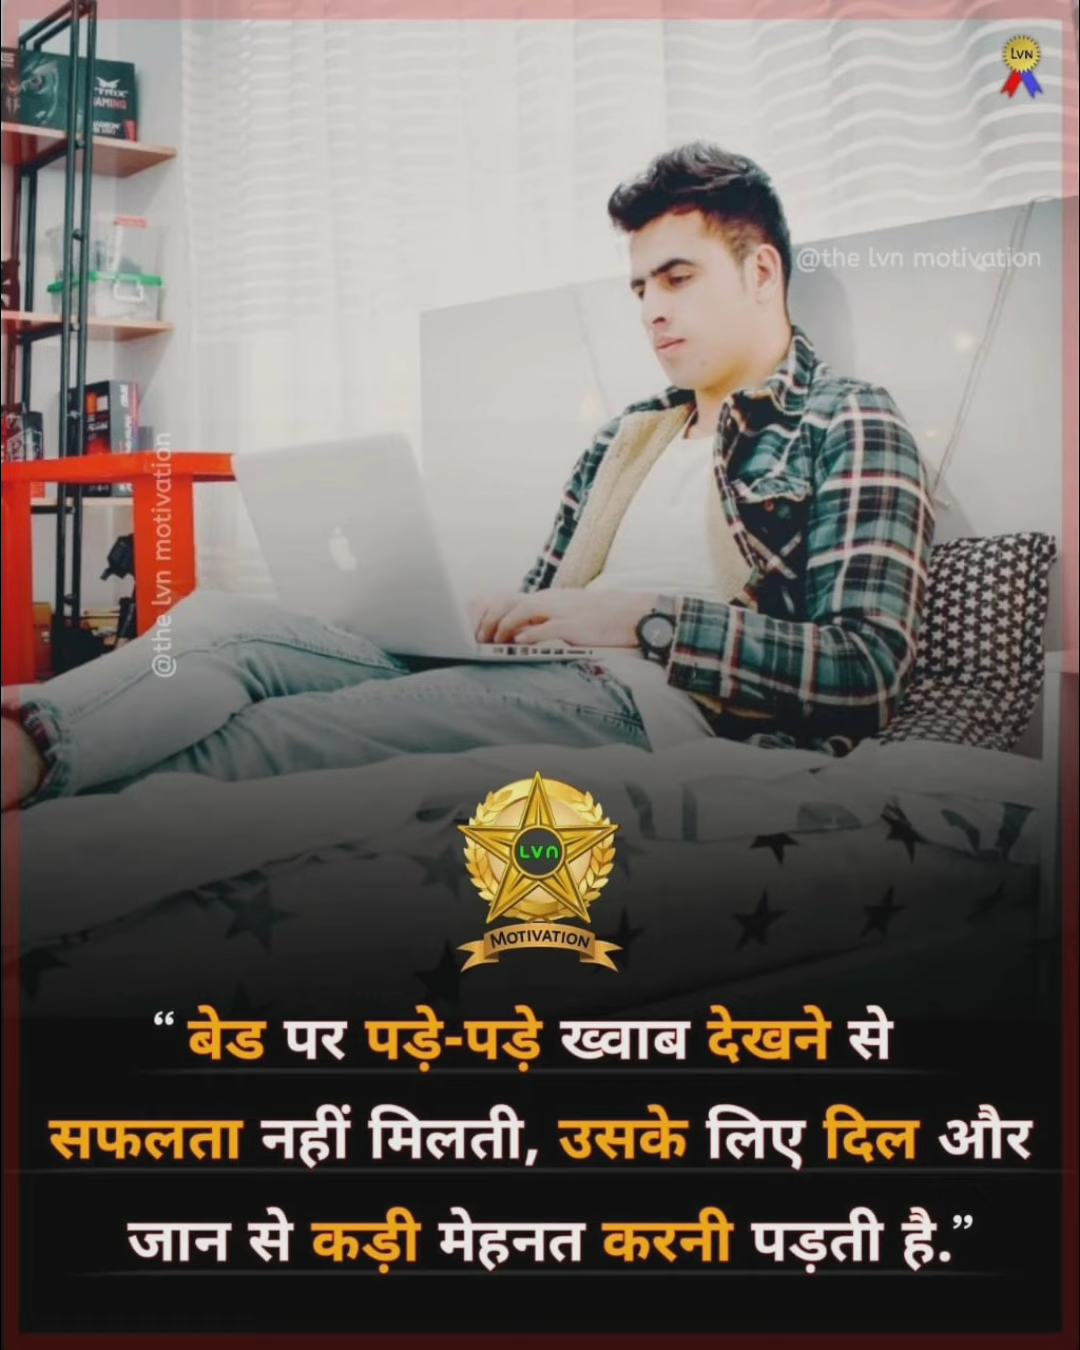 LVN
@the lvn motivation
@the lvn motivation
LVN
MOTIVATION
“ बेड पर पड़े-पड़े ख्वाब देखने से
सफलता नहीं मिलती, उसके लिए दिल और
जान से कड़ी मेहनत करनी पड़ती है.”